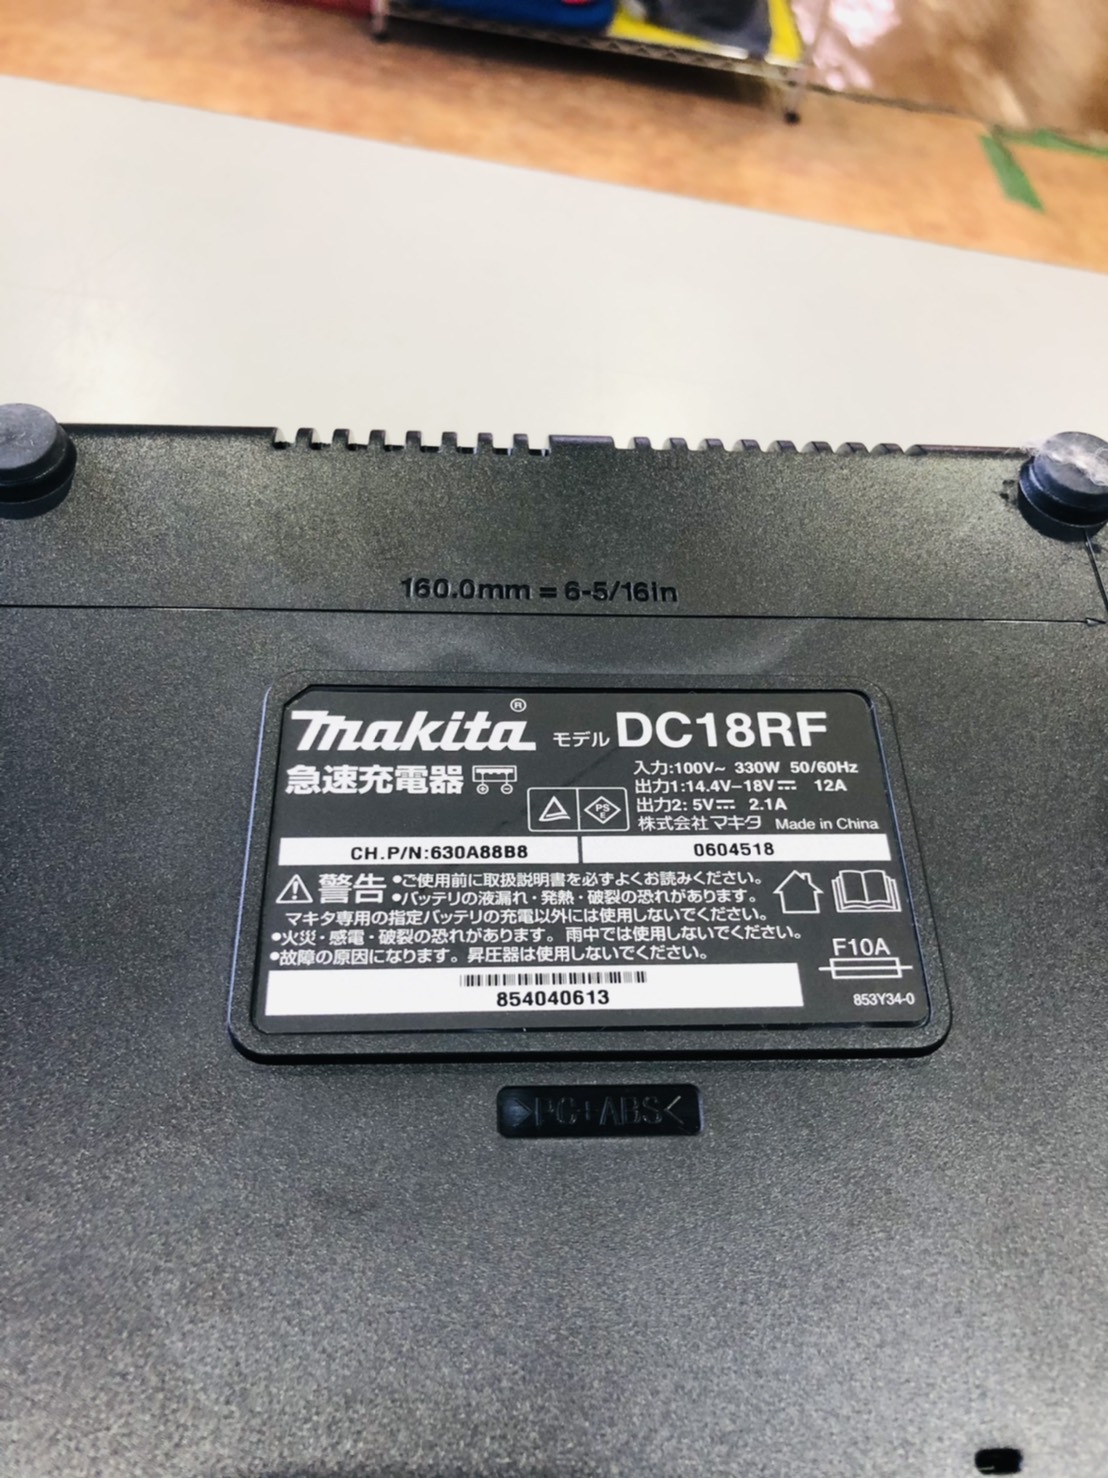 160.0mm = 6-5/16in
makita® モデル DC18RF
急速充電器
入力:100V~ 330W 50/60Hz
出力1:14.4V-18V⎓ 12A
出力2: 5V⎓ 2.1A
PS
E
株式会社マキタ Made in China
CH.P/N:630A88B8
0604518
警告 •ご使用前に取扱説明書を必ずよくお読みください。
•バッテリの液漏れ・発熱・破裂の恐れがあります。
マキタ専用の指定バッテリの充電以外には使用しないでください。
•火災・感電・破裂の恐れがあります。雨中では使用しないでください。
•故障の原因になります。昇圧器は使用しないでください。
F10A
854040613
853Y34-0
>PC+ABS<